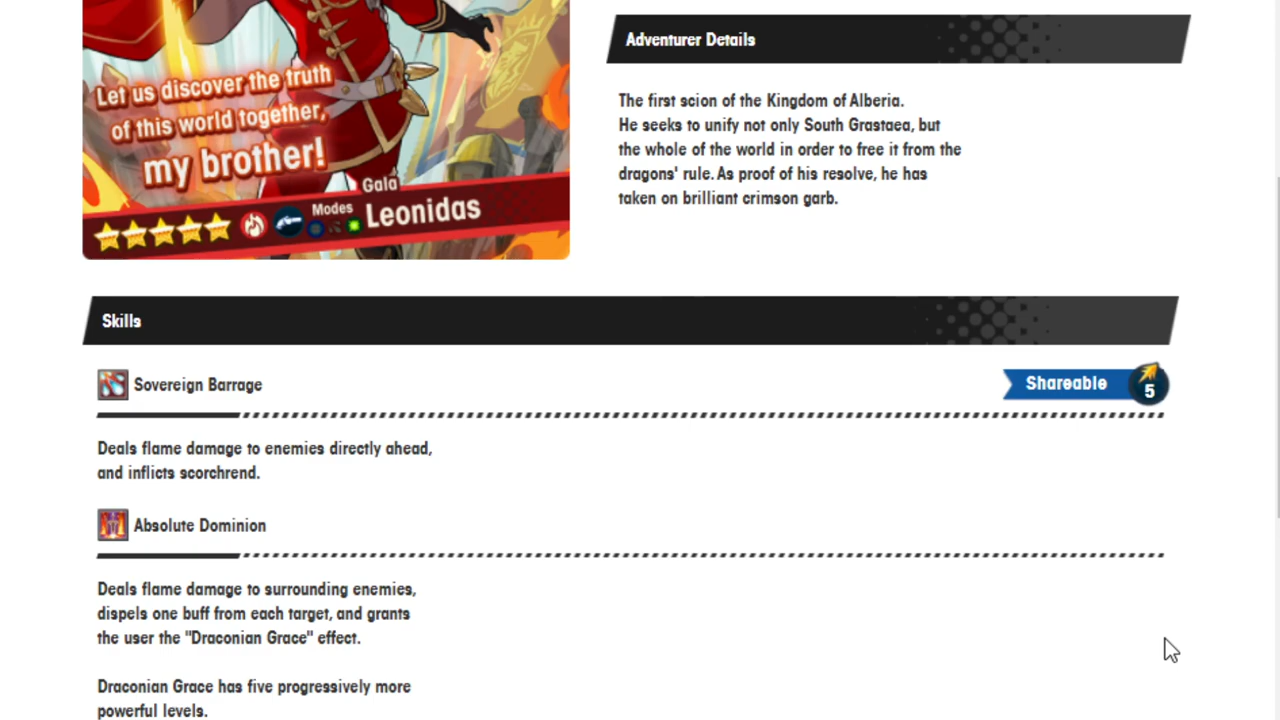 Let us discover the truth
of this world together,
my brother!
Gala
Modes
Leonidas
Adventurer Details
The first scion of the Kingdom of Alberia.
He seeks to unify not only South Grastaea, but
the whole of the world in order to free it from the
dragons' rule. As proof of his resolve, he has
taken on brilliant crimson garb.
Skills
Sovereign Barrage
Shareable 5
Deals flame damage to enemies directly ahead,
and inflicts scorchrend.
Absolute Dominion
Deals flame damage to surrounding enemies,
dispels one buff from each target, and grants
the user the "Draconian Grace" effect.
Draconian Grace has five progressively more
powerful levels.